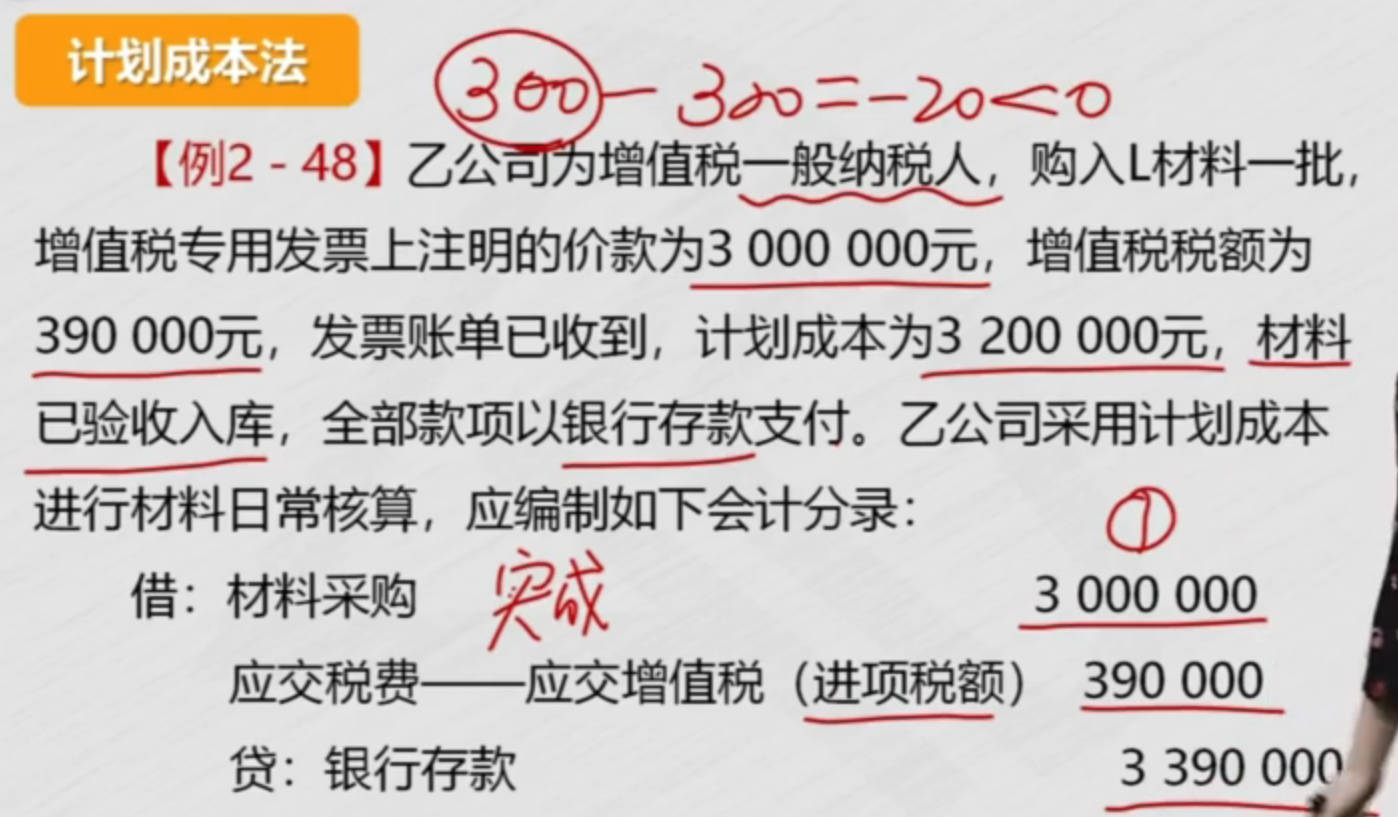 计划成本法
300 - 320 = -20 < 0
【例2 - 48】乙公司为增值税一般纳税人，购入L材料一批，
增值税专用发票上注明的价款为3 000 000元，增值税税额为
390 000元，发票账单已收到，计划成本为3 200 000元，材料
已验收入库，全部款项以银行存款支付。乙公司采用计划成本
进行材料日常核算，应编制如下会计分录：
①
借：材料采购 实成 3 000 000
应交税费——应交增值税（进项税额） 390 000
贷：银行存款 3 390 000